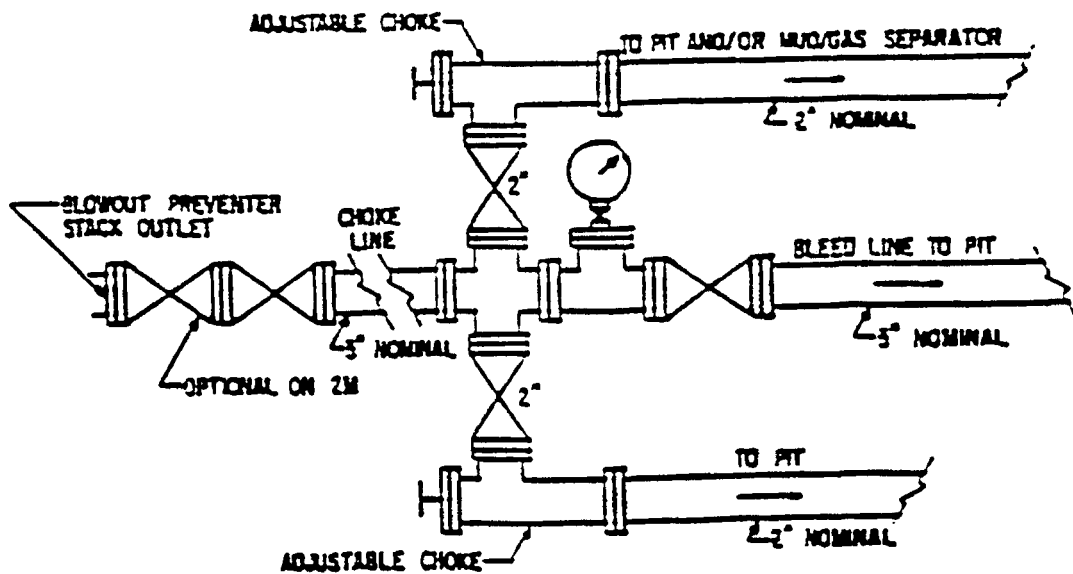 ADJUSTABLE CHOKE
TO PIT AND/OR MUD/GAS SEPARATOR
2" NOMINAL
2"
BLOWOUT PREVENTER
STACK OUTLET
CHOKE
LINE
BLEED LINE TO PIT
3" NOMINAL
3" NOMINAL
OPTIONAL ON 2M
2"
TO PIT
2" NOMINAL
ADJUSTABLE CHOKE